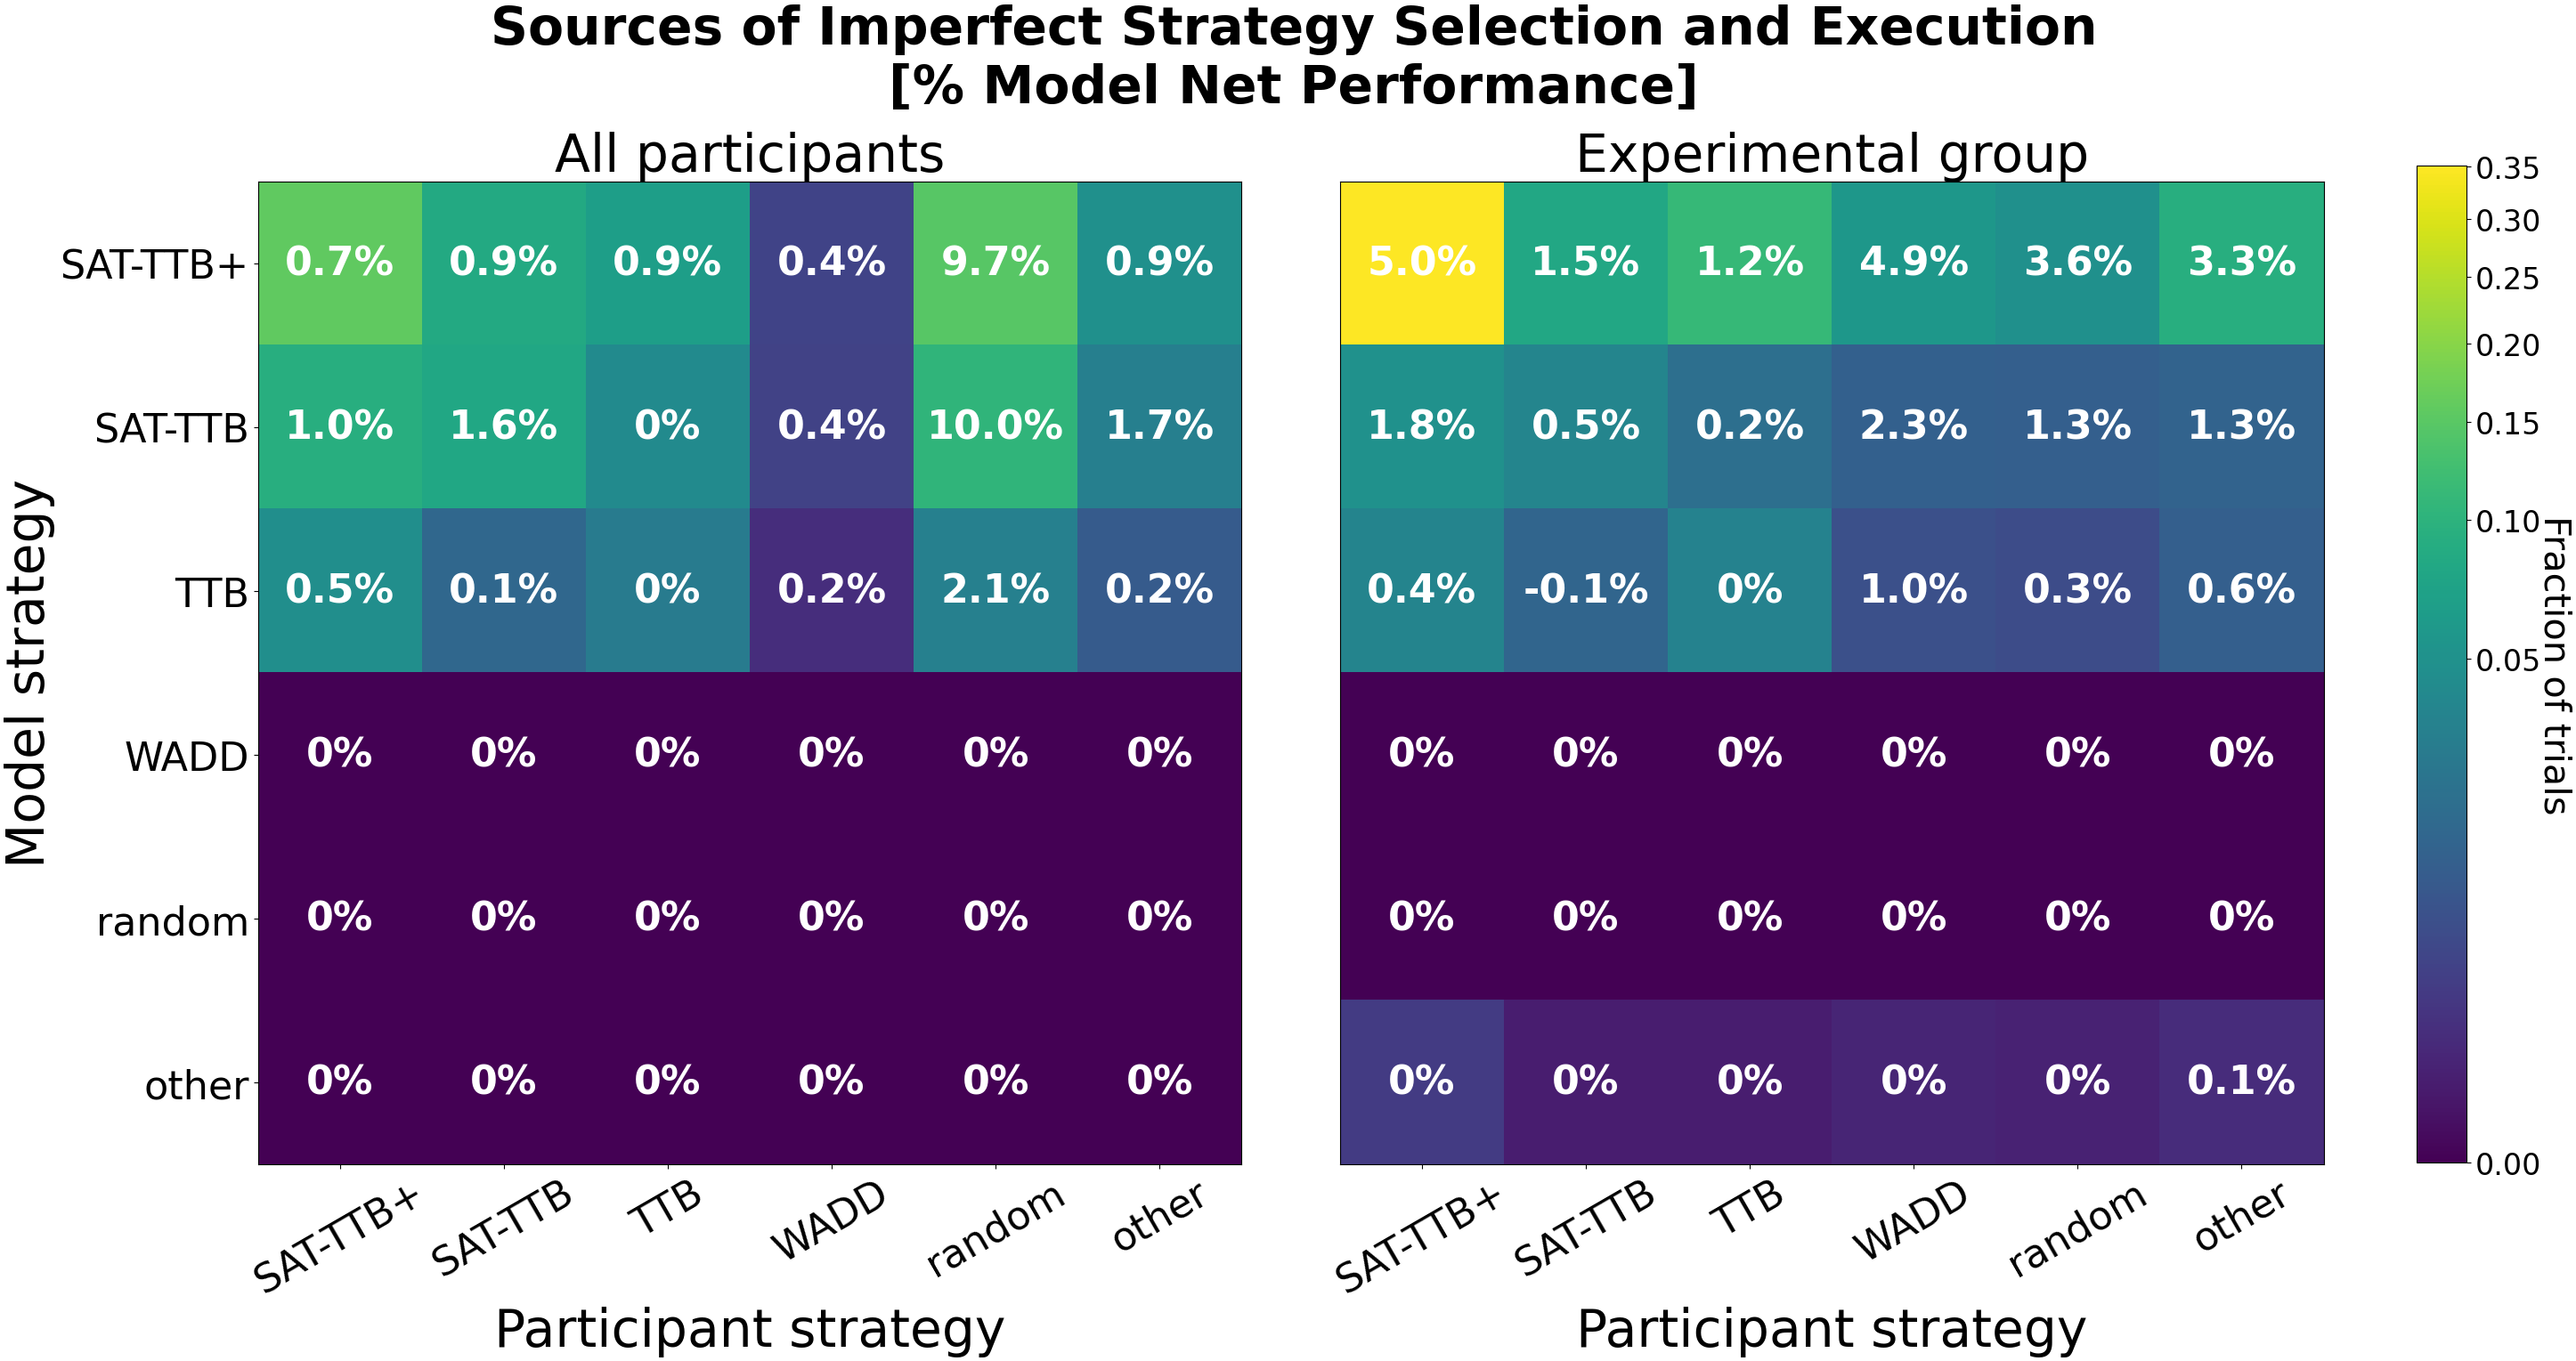 Sources of Imperfect Strategy Selection and Execution
[% Model Net Performance]
All participants
Experimental group
Model strategy
SAT-TTB+ 0.7% 0.9% 0.9% 0.4% 9.7% 0.9%
SAT-TTB 1.0% 1.6% 0% 0.4% 10.0% 1.7%
TTB 0.5% 0.1% 0% 0.2% 2.1% 0.2%
WADD 0% 0% 0% 0% 0% 0%
random 0% 0% 0% 0% 0% 0%
other 0% 0% 0% 0% 0% 0%
SAT-TTB+ SAT-TTB TTB WADD random other
Participant strategy
5.0% 1.5% 1.2% 4.9% 3.6% 3.3%
1.8% 0.5% 0.2% 2.3% 1.3% 1.3%
0.4% -0.1% 0% 1.0% 0.3% 0.6%
0% 0% 0% 0% 0% 0%
0% 0% 0% 0% 0% 0%
0% 0% 0% 0% 0% 0.1%
SAT-TTB+ SAT-TTB TTB WADD random other
Participant strategy
0.35
0.30
0.25
0.20
0.15
0.10
0.05
0.00
Fraction of trials